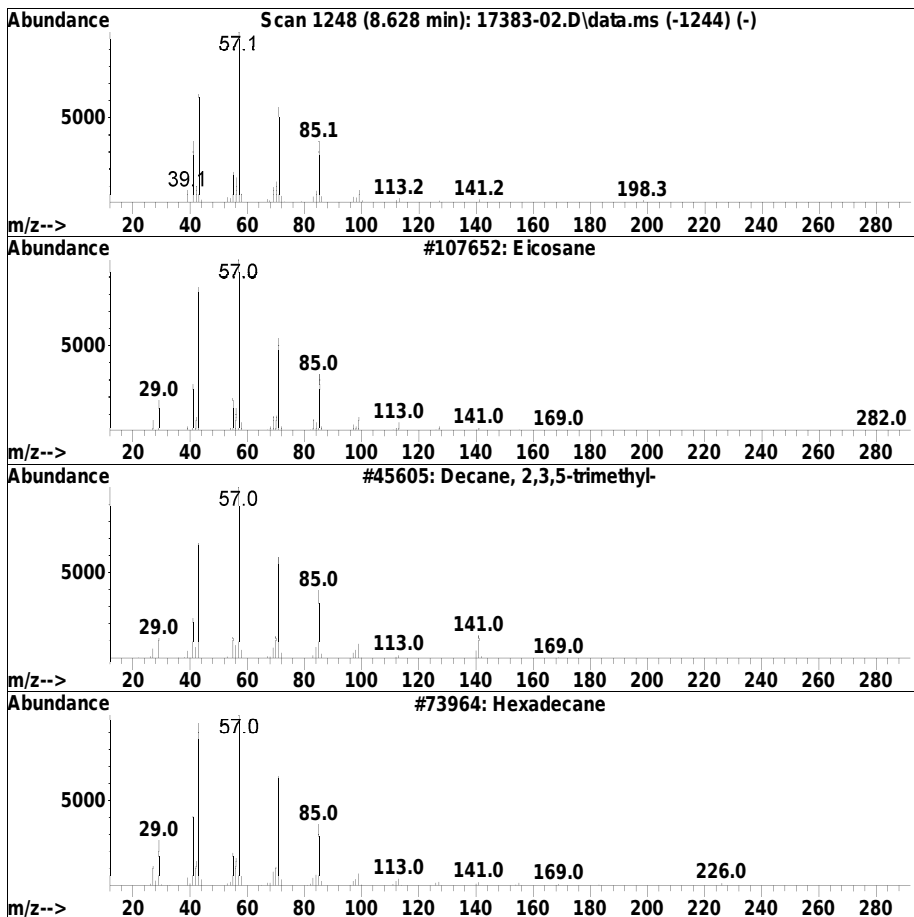 Abundance Scan 1248 (8.628 min): 17383-02.D\data.ms (-1244) (-)
57.1
5000
85.1
39.1
113.2 141.2 198.3
20 40 60 80 100 120 140 160 180 200 220 240 260 280
m/z-->
Abundance #107652: Eicosane
57.0
5000
85.0
29.0
113.0 141.0 169.0 282.0
20 40 60 80 100 120 140 160 180 200 220 240 260 280
m/z-->
Abundance #45605: Decane, 2,3,5-trimethyl-
57.0
5000
85.0
29.0 141.0
113.0 169.0
20 40 60 80 100 120 140 160 180 200 220 240 260 280
m/z-->
Abundance #73964: Hexadecane
57.0
5000
85.0
29.0
113.0 141.0 169.0 226.0
20 40 60 80 100 120 140 160 180 200 220 240 260 280
m/z-->